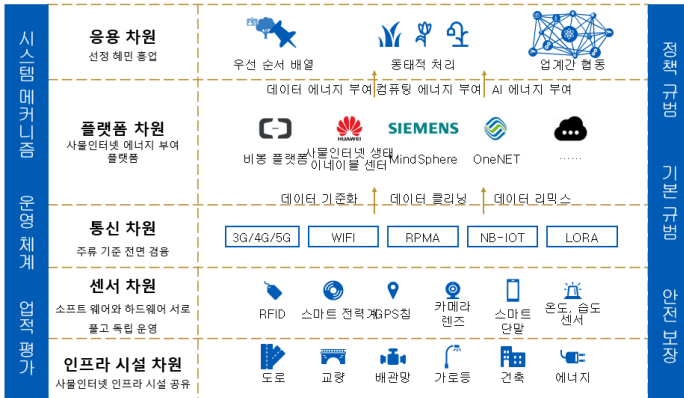 시스템 메커니즘
운영 체계
업적 평가
응용 차원
선정 혜민 흥업
우선 순서 배열
동태적 처리
업계간 협동
데이터 에너지 부여
컴퓨팅 에너지 부여
AI 에너지 부여
플랫폼 차원
사물인터넷 에너지 부여
플랫폼
비봉 플랫폼
HUAWEI
사물인터넷 생태
이네이블 센터
SIEMENS
MindSphere
OneNET
......
데이터 기준화
데이터 클리닝
데이터 리믹스
통신 차원
주류 기준 전면 겸용
3G/4G/5G
WIFI
RPMA
NB-IOT
LORA
센서 차원
소프트 웨어와 하드웨어 서로
풀고 독립 운영
RFID
스마트 전력계
GPS칩
카메라
렌즈
스마트
단말
온도, 습도
센서
인프라 시설 차원
사물인터넷 인프라 시설 공유
도로
교량
배관망
가로등
건축
에너지
정책 규범
기본 규범
안전 보장